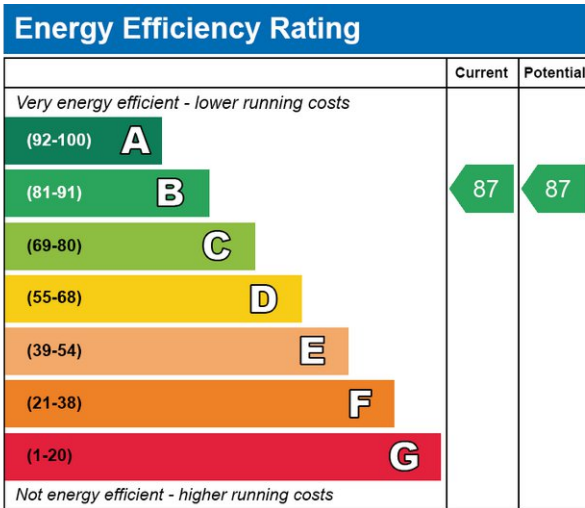 Energy Efficiency Rating
Current Potential
Very energy efficient - lower running costs
(92-100) A
(81-91) B 87 87
(69-80) C
(55-68) D
(39-54) E
(21-38) F
(1-20) G
Not energy efficient - higher running costs